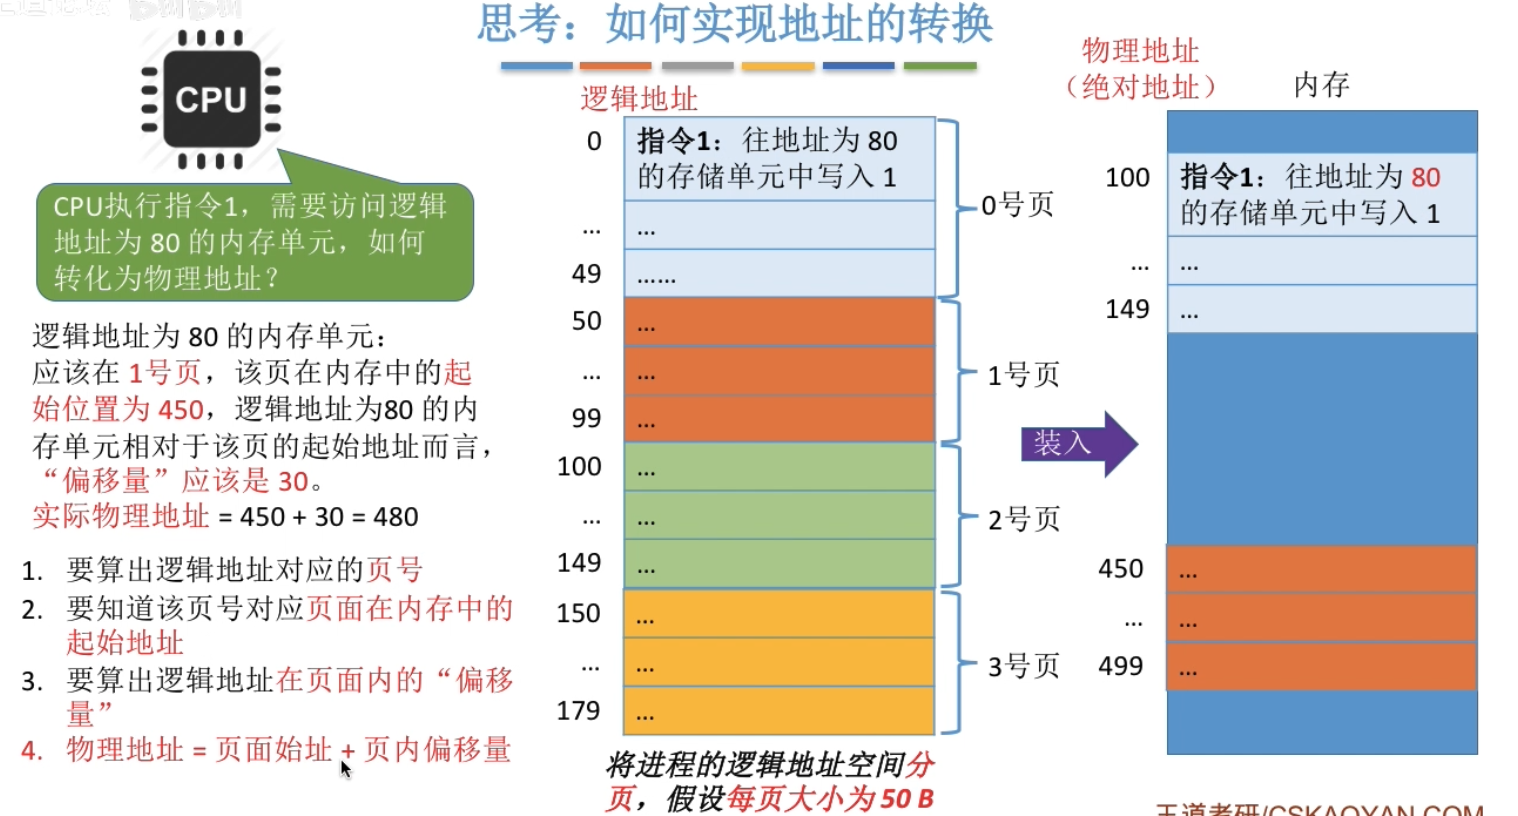 思考：如何实现地址的转换
CPU
CPU执行指令1，需要访问逻辑
地址为 80 的内存单元，如何
转化为物理地址？
逻辑地址为 80 的内存单元：
应该在 1号页，该页在内存中的起
始位置为 450，逻辑地址为80 的内
存单元相对于该页的起始地址而言，
“偏移量”应该是 30。
实际物理地址 = 450 + 30 = 480
1. 要算出逻辑地址对应的页号
2. 要知道该页号对应页面在内存中的
起始地址
3. 要算出逻辑地址在页面内的“偏移
量”
4. 物理地址 = 页面始址 + 页内偏移量
逻辑地址
0
指令1：往地址为 80
的存储单元中写入 1
... ...
49 ......
0号页
50 ...
... ...
99 ...
1号页
100 ...
... ...
149 ...
2号页
150 ...
... ...
179 ...
3号页
将进程的逻辑地址空间分
页，假设每页大小为 50 B
装入
物理地址
（绝对地址）
内存
100
指令1：往地址为 80
的存储单元中写入 1
... ...
149 ...
450 ...
... ...
499 ...
王道考研/CSKAOYAN.COM